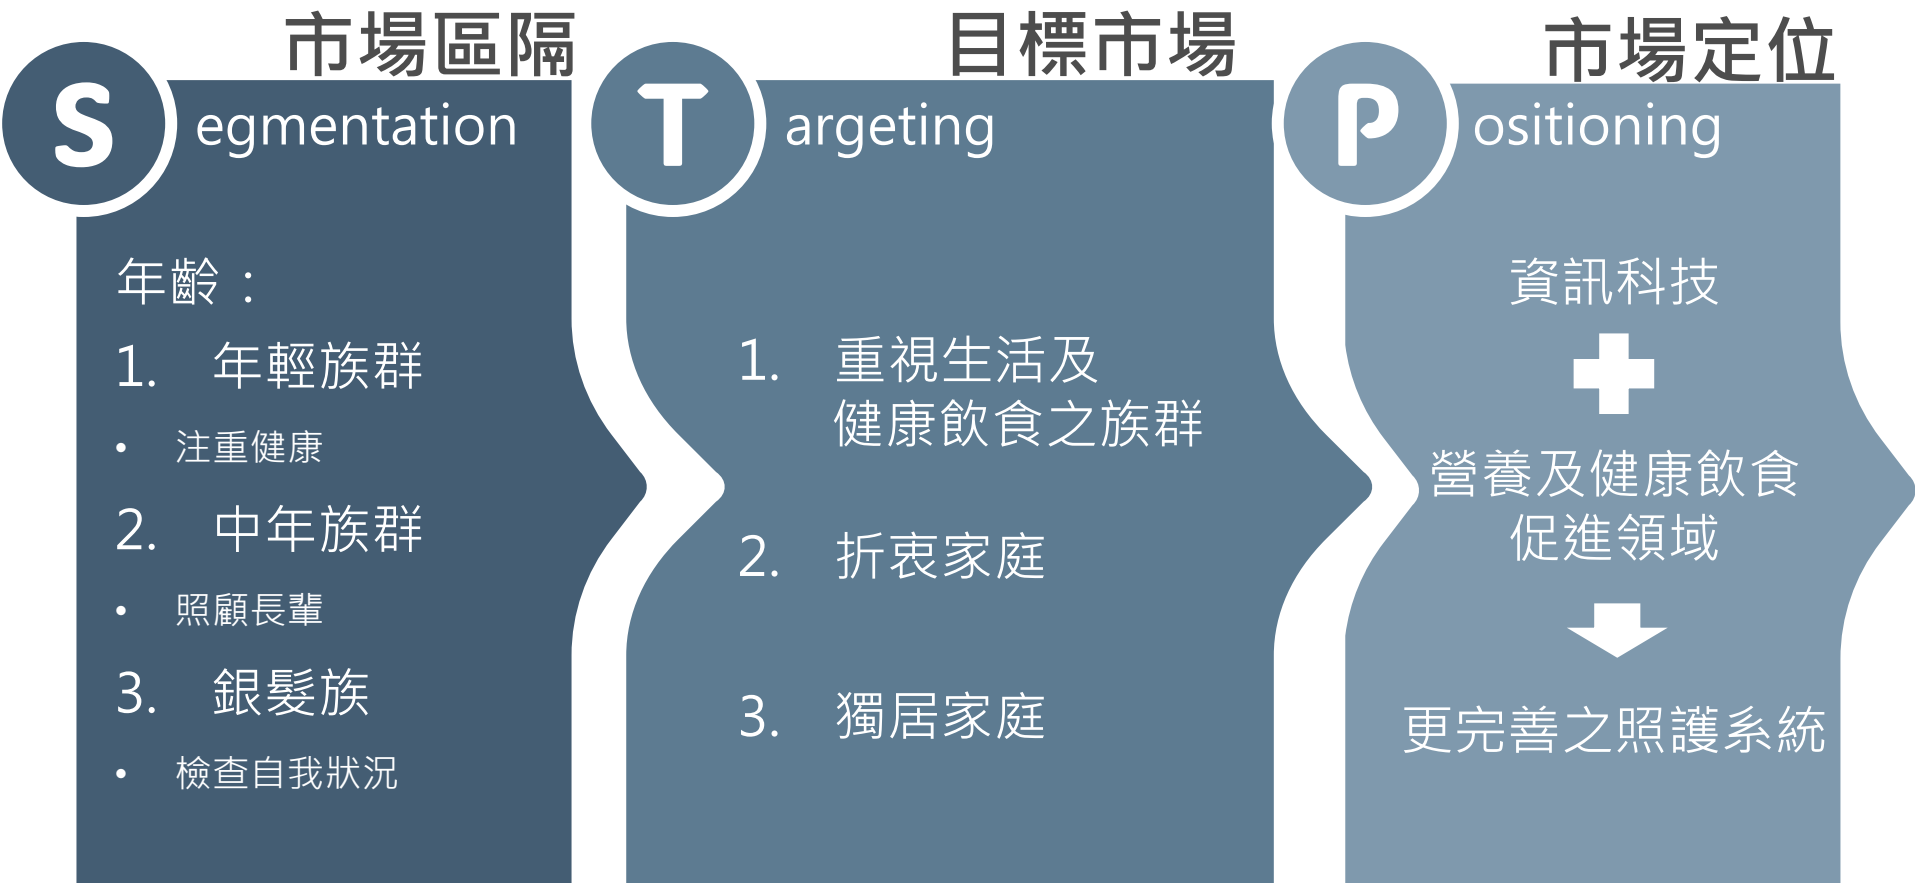 市場區隔
Segmentation
年齡：
1. 年輕族群
• 注重健康
2. 中年族群
• 照顧長輩
3. 銀髮族
• 檢查自我狀況
目標市場
Targeting
1. 重視生活及
健康飲食之族群
2. 折衷家庭
3. 獨居家庭
市場定位
Positioning
資訊科技
營養及健康飲食
促進領域
更完善之照護系統